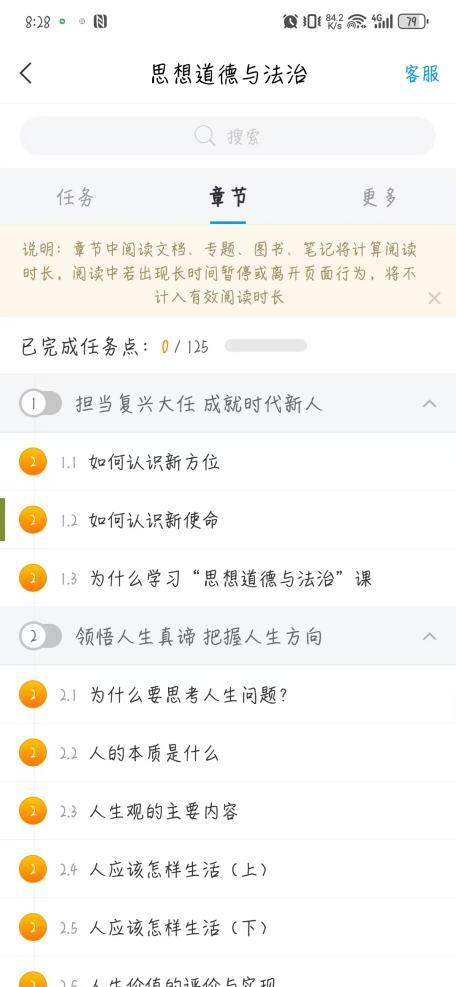 8:28
84.2
K/s
4G
79
思想道德与法治
客服
搜索
任务 章节 更多
说明：章节中阅读文档、专题、图书、笔记将计算阅读
时长，阅读中若出现长时间暂停或离开页面行为，将不
计入有效阅读时长
已完成任务点：0 / 125
1 担当复兴大任 成就时代新人
2 1.1 如何认识新方位
2 1.2 如何认识新使命
2 1.3 为什么学习“思想道德与法治”课
2 领悟人生真谛 把握人生方向
2 2.1 为什么要思考人生问题？
2 2.2 人的本质是什么
2 2.3 人生观的主要内容
2 2.4 人应该怎样生活（上）
2 2.5 人应该怎样生活（下）
2 2.6 人生价值的评价与实现